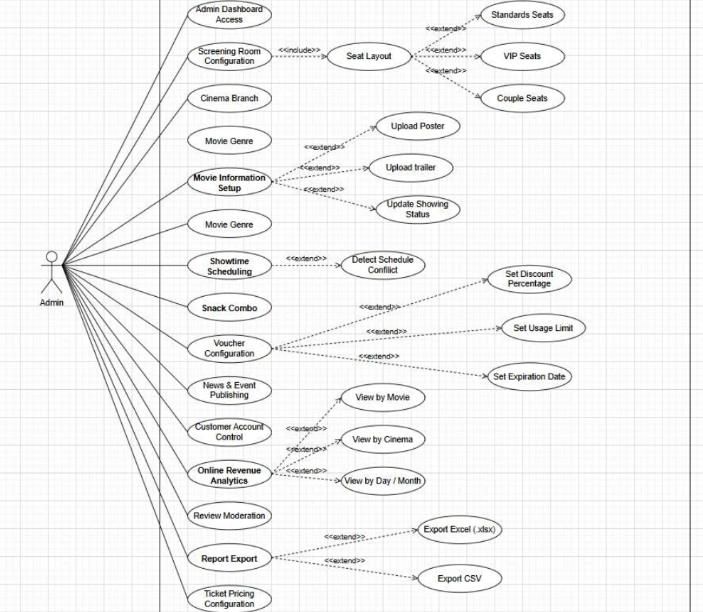 Admin Dashboard
Access
Screening Room
Configuration
<<include>>
Seat Layout
<<extend>>
Standards Seats
<<extend>>
VIP Seats
<<extend>>
Couple Seats
Cinema Branch
Movie Genre
Movie Information
Setup
<<extend>>
Upload Poster
<<extend>>
Upload trailer
<<extend>>
Update Showing
Status
Movie Genre
Admin
Showtime
Scheduling
<<extend>>
Detect Schedule
Conflilct
Snack Combo
Voucher
Configuration
<<extend>>
Set Discount
Percentage
<<extend>>
Set Usage Limit
<<extend>>
Set Expiration Date
News & Event
Publishing
Customer Account
Control
Online Revenue
Analytics
<<extend>>
View by Movie
<<extend>>
View by Cinema
<<extend>>
View by Day / Month
Review Moderation
Report Export
<<extend>>
Export Excel (.xlsx)
<<extend>>
Export CSV
Ticket Pricing
Configuration